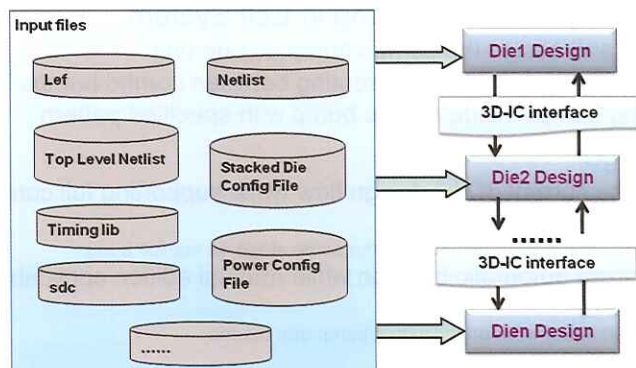 Input files
Lef
Netlist
Top Level Netlist
Stacked Die
Config File
Timing lib
Power Config
File
sdc
......
Die1 Design
3D-IC interface
Die2 Design
......
3D-IC interface
Dien Design